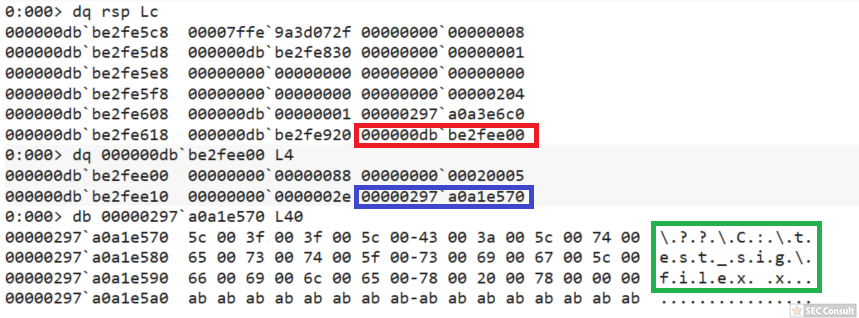 0:000> dq rsp Lc
000000db`be2fe5c8  00007ffe`9a3d072f 00000000`00000008
000000db`be2fe5d8  000000db`be2fe830 00000000`00000001
000000db`be2fe5e8  00000000`00000000 00000000`00000000
000000db`be2fe5f8  00000000`00000000 00000000`00000204
000000db`be2fe608  000000db`00000001 00000297`a0a3e6c0
000000db`be2fe618  000000db`be2fe920 000000db`be2fee00
0:000> dq 000000db`be2fee00 L4
000000db`be2fee00  00000000`00000088 00000000`00020005
000000db`be2fee10  00000000`0000002e 00000297`a0a1e570
0:000> db 00000297`a0a1e570 L40
00000297`a0a1e570  5c 00 3f 00 3f 00 5c 00-43 00 3a 00 5c 00 74 00  \.?.?.\.C.:.\.t.
00000297`a0a1e580  65 00 73 00 74 00 5f 00-73 00 69 00 67 00 5c 00  e.s.t._.s.i.g.\.
00000297`a0a1e590  66 00 69 00 6c 00 65 00-78 00 20 00 78 00 00 00  f.i.l.e.x. .x...
00000297`a0a1e5a0  ab ab ab ab ab ab ab ab-ab ab ab ab ab ab ab ab  ................
SEC Consult